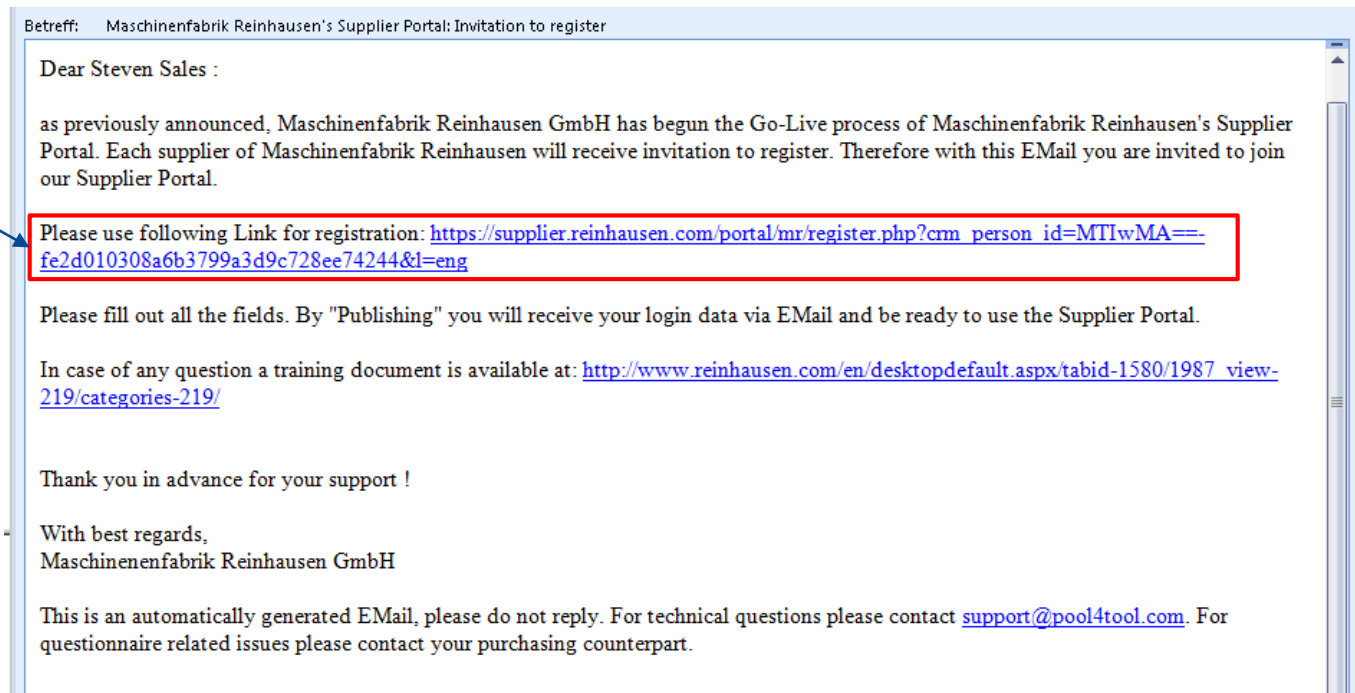 Betreff: Maschinenfabrik Reinhausen's Supplier Portal: Invitation to register
Dear Steven Sales :
as previously announced, Maschinenfabrik Reinhausen GmbH has begun the Go-Live process of Maschinenfabrik Reinhausen's Supplier
Portal. Each supplier of Maschinenfabrik Reinhausen will receive invitation to register. Therefore with this EMail you are invited to join
our Supplier Portal.
Please use following Link for registration: https://supplier.reinhausen.com/portal/mr/register.php?crm_person_id=MTIwMA==-
fe2d010308a6b3799a3d9c728ee74244&l=eng
Please fill out all the fields. By "Publishing" you will receive your login data via EMail and be ready to use the Supplier Portal.
In case of any question a training document is available at: http://www.reinhausen.com/en/desktopdefault.aspx/tabid-1580/1987_view-
219/categories-219/
Thank you in advance for your support !
With best regards,
Maschinenenfabrik Reinhausen GmbH
This is an automatically generated EMail, please do not reply. For technical questions please contact support@pool4tool.com. For
questionnaire related issues please contact your purchasing counterpart.